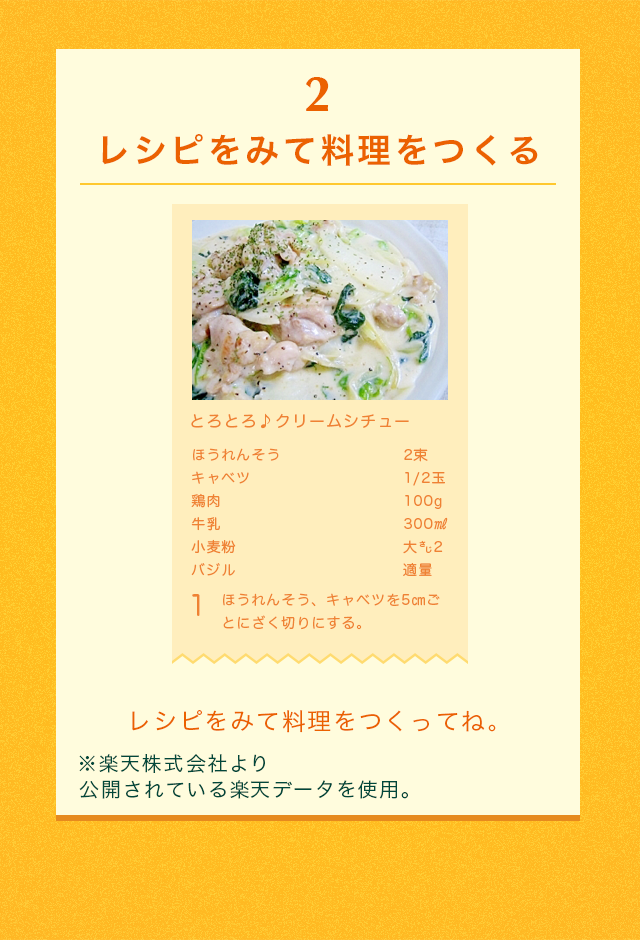 2
レシピをみて料理をつくる
とろとろ♪クリームシチュー
ほうれんそう 2束
キャベツ 1/2玉
鶏肉 100g
牛乳 300㎖
小麦粉 大さじ2
バジル 適量
1 ほうれんそう、キャベツを5㎝ご
とにざく切りにする。
レシピをみて料理をつくってね。
※楽天株式会社より
公開されている楽天データを使用。